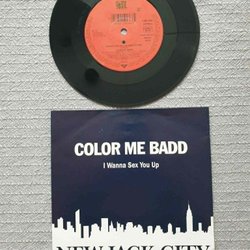 COLOR ME BADD
I Wanna Sex You Up
NEW JACK CITY